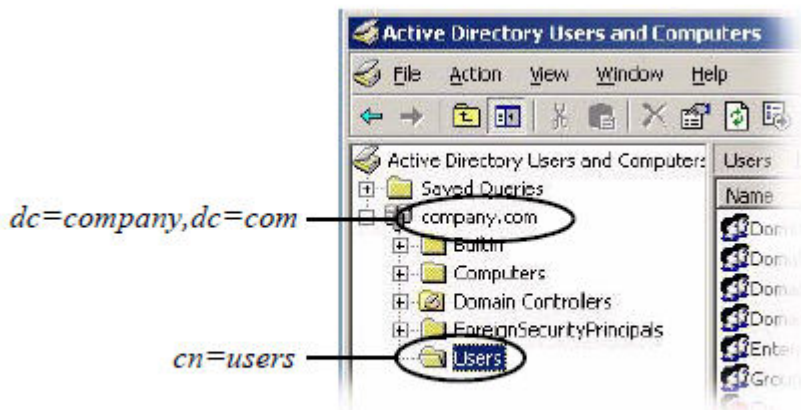 Active Directory Users and Computers
File Action View Window Help
Active Directory Users and Computers Users
Saved Queries
Name
dc=company,dc=com
company.com
Builtin
Computers
Domain Controllers
ForeignSecurityPrincipals
cn=users
Users